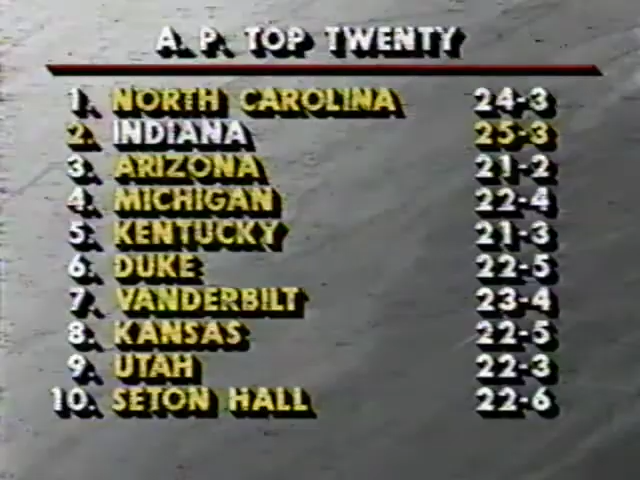 A. P. TOP TWENTY
1. NORTH CAROLINA 24-3
2. INDIANA 25-3
3. ARIZONA 21-2
4. MICHIGAN 22-4
5. KENTUCKY 21-3
6. DUKE 22-5
7. VANDERBILT 23-4
8. KANSAS 22-5
9. UTAH 22-3
10. SETON HALL 22-6